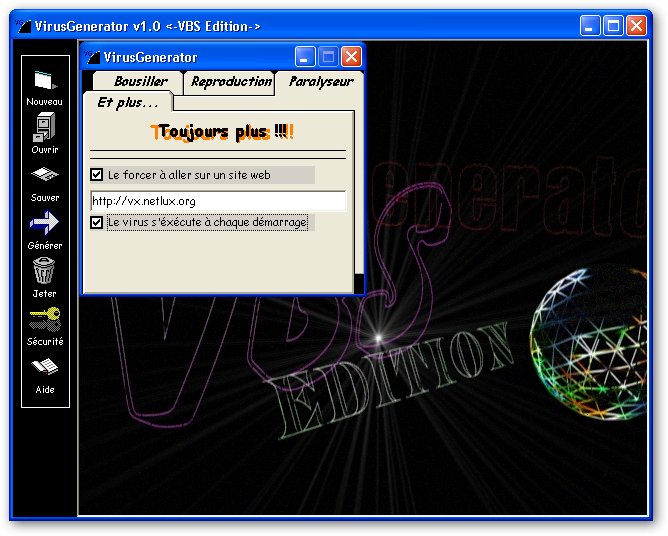 VirusGenerator v1.0 <-VBS Edition->
VirusGenerator
Bousiller
Reproduction
Paralyseur
Et plus...
Toujours plus !!!
Le forcer à aller sur un site web
http://vx.netlux.org
Le virus s'éxécute à chaque démarrage
Nouveau
Ouvrir
Sauver
Générer
Jeter
Sécurité
Aide
enerato
VBS
EDITION